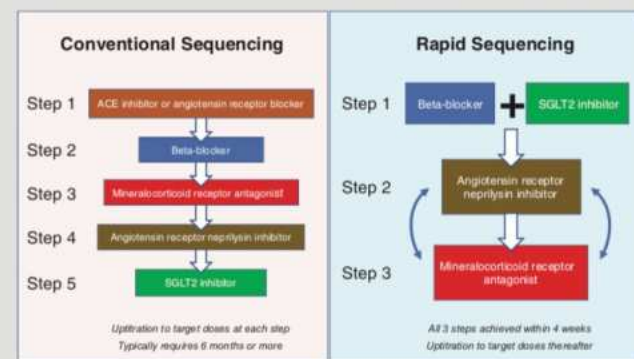 Conventional Sequencing
Step 1
ACE inhibitor or angiotensin receptor blocker
Step 2
Beta-blocker
Step 3
Mineralocorticoid receptor antagonist
Step 4
Angiotensin receptor neprilysin inhibitor
Step 5
SGLT2 inhibitor
Uptitration to target doses at each step
Typically requires 6 months or more
Rapid Sequencing
Step 1
Beta-blocker
+
SGLT2 inhibitor
Step 2
Angiotensin receptor
neprilysin inhibitor
Step 3
Mineralocorticoid receptor
antagonist
All 3 steps achieved within 4 weeks
Uptitration to target doses thereafter